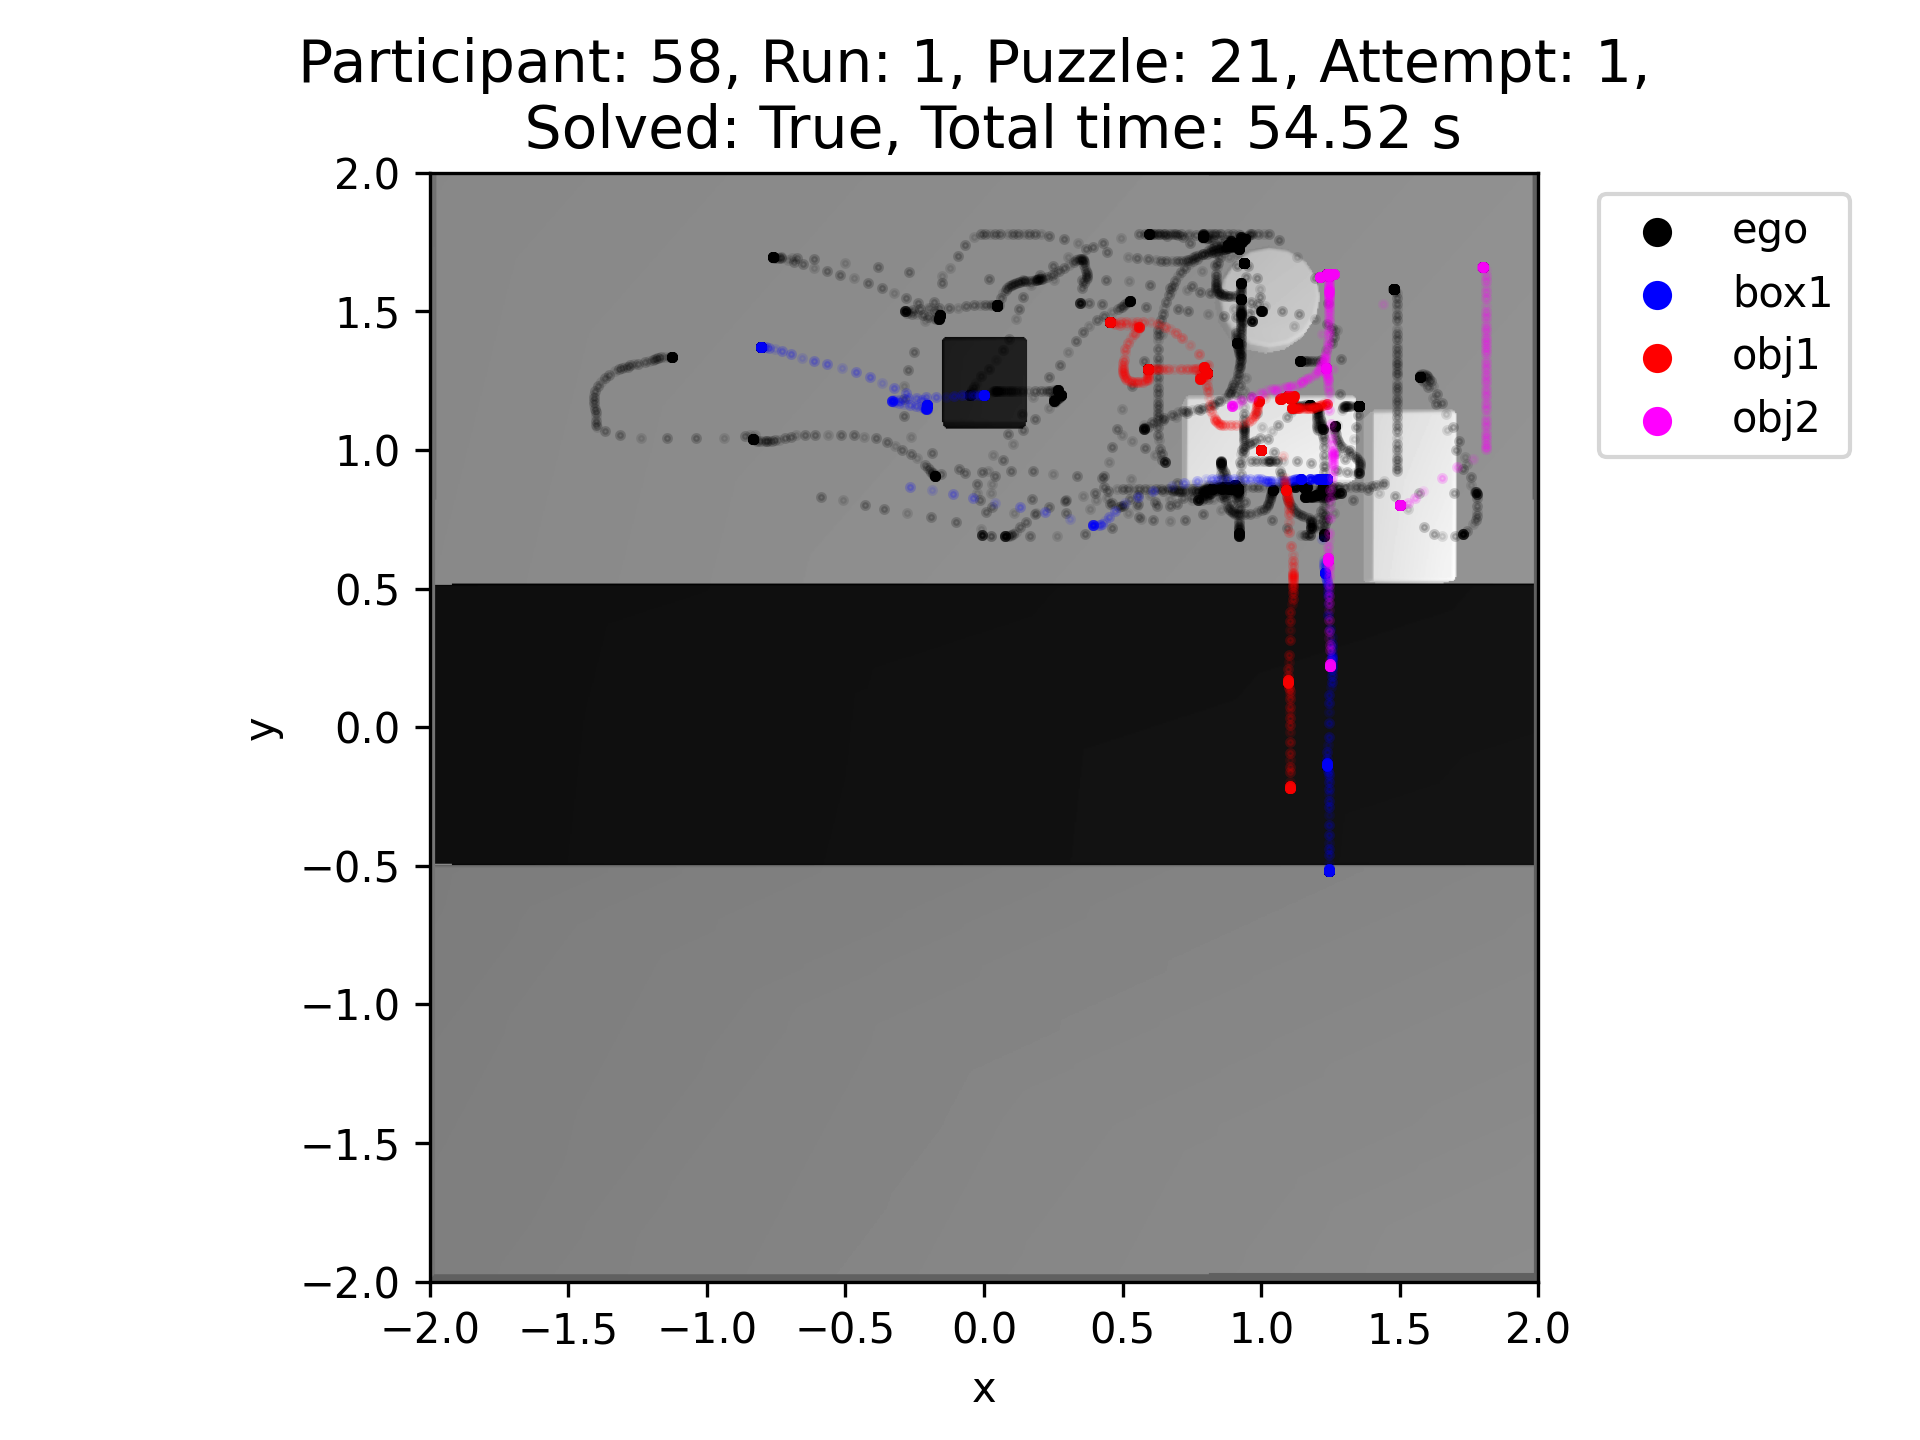 Participant: 58, Run: 1, Puzzle: 21, Attempt: 1,
Solved: True, Total time: 54.52 s
2.0
1.5
1.0
0.5
0.0
−0.5
−1.0
−1.5
−2.0
y
−2.0 −1.5 −1.0 −0.5 0.0 0.5 1.0 1.5 2.0
x
ego
box1
obj1
obj2